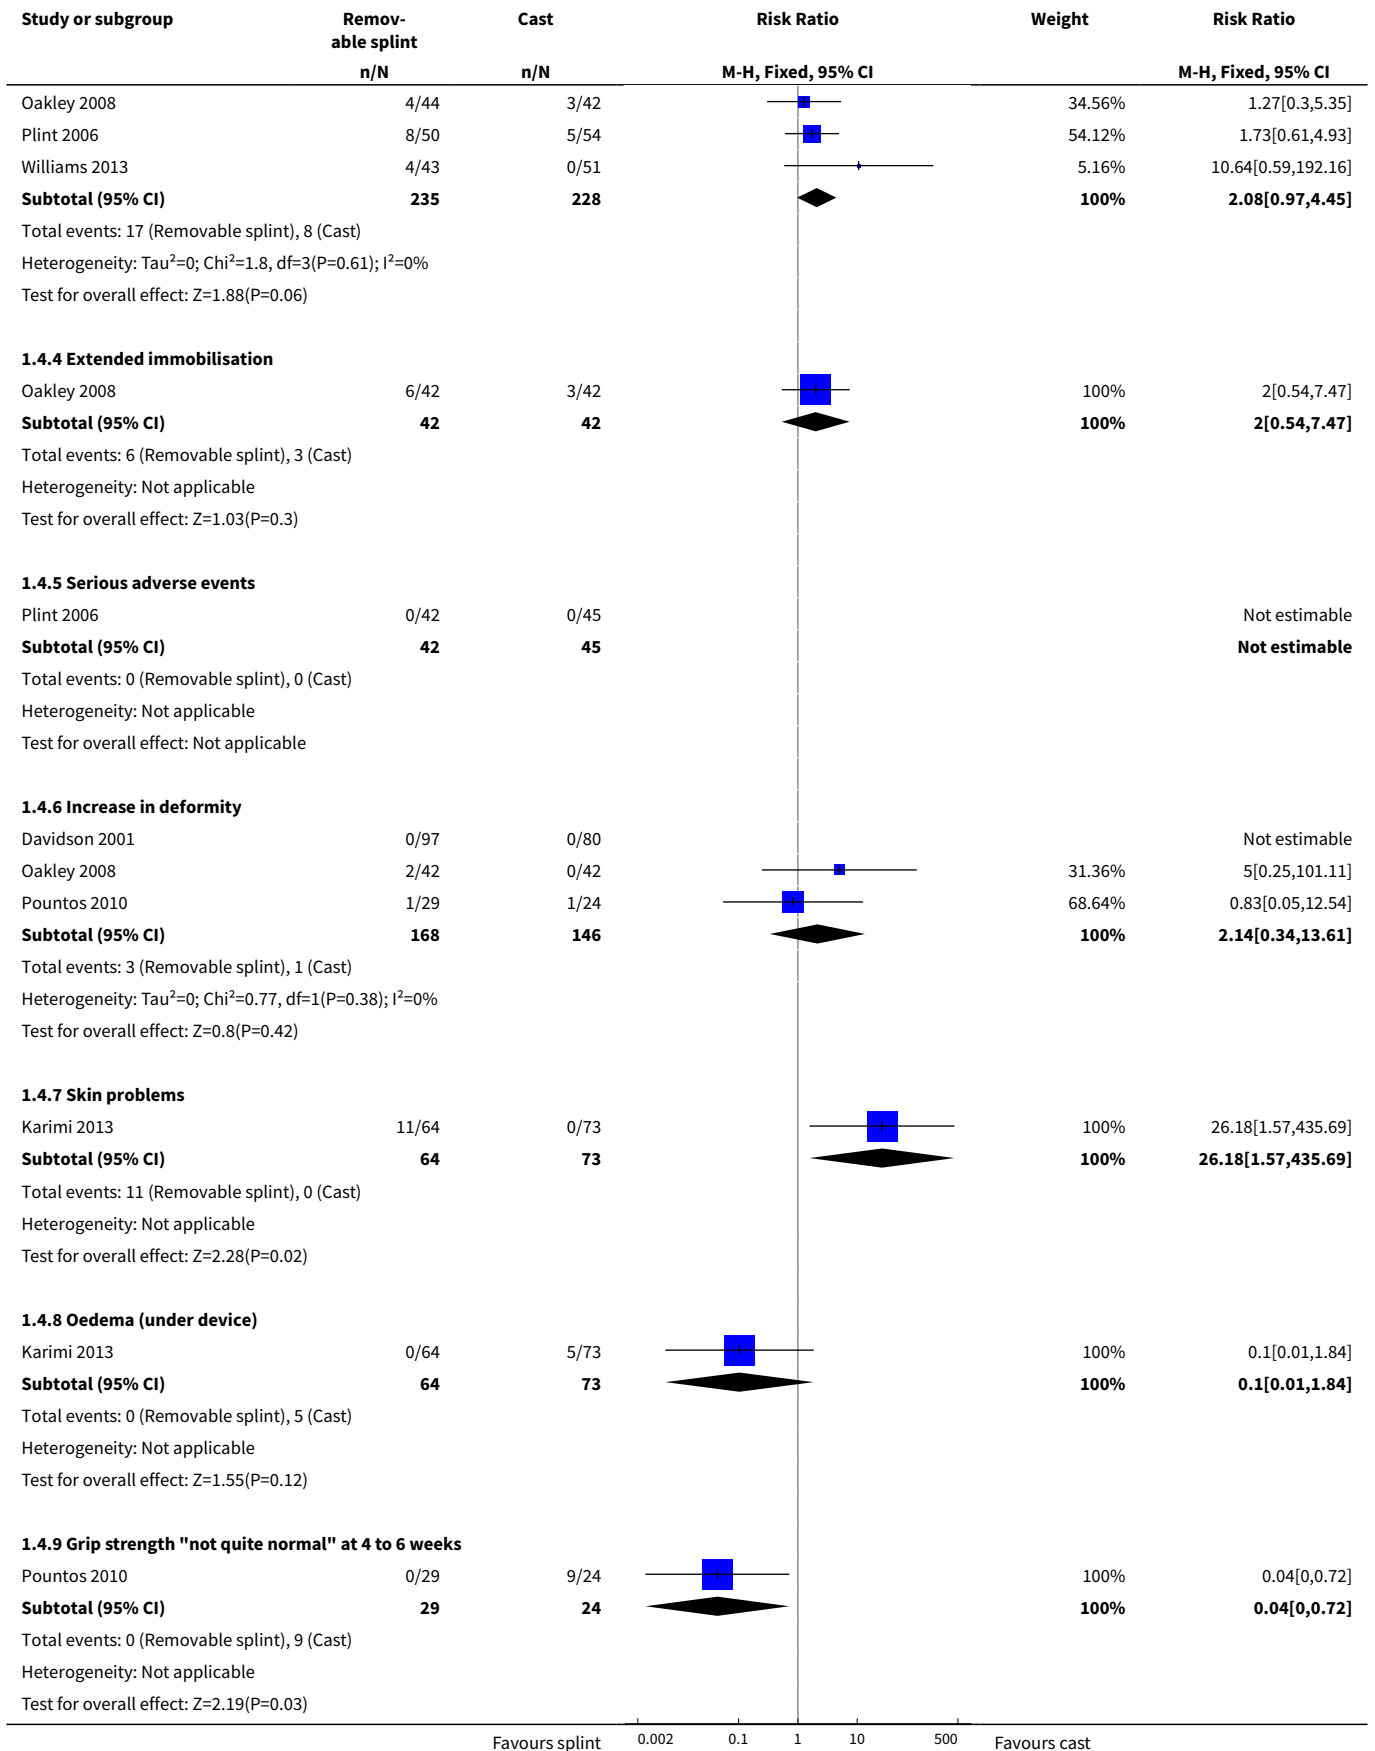 Study or subgroup Remov- Cast Risk Ratio Weight Risk Ratio
able splint
n/N n/N M-H, Fixed, 95% CI M-H, Fixed, 95% CI
Oakley 2008 4/44 3/42 34.56% 1.27[0.3,5.35]
Plint 2006 8/50 5/54 54.12% 1.73[0.61,4.93]
Williams 2013 4/43 0/51 5.16% 10.64[0.59,192.16]
Subtotal (95% CI) 235 228 100% 2.08[0.97,4.45]
Total events: 17 (Removable splint), 8 (Cast)
Heterogeneity: Tau²=0; Chi²=1.8, df=3(P=0.61); I²=0%
Test for overall effect: Z=1.88(P=0.06)
1.4.4 Extended immobilisation
Oakley 2008 6/42 3/42 100% 2[0.54,7.47]
Subtotal (95% CI) 42 42 100% 2[0.54,7.47]
Total events: 6 (Removable splint), 3 (Cast)
Heterogeneity: Not applicable
Test for overall effect: Z=1.03(P=0.3)
1.4.5 Serious adverse events
Plint 2006 0/42 0/45 Not estimable
Subtotal (95% CI) 42 45 Not estimable
Total events: 0 (Removable splint), 0 (Cast)
Heterogeneity: Not applicable
Test for overall effect: Not applicable
1.4.6 Increase in deformity
Davidson 2001 0/97 0/80 Not estimable
Oakley 2008 2/42 0/42 31.36% 5[0.25,101.11]
Pountos 2010 1/29 1/24 68.64% 0.83[0.05,12.54]
Subtotal (95% CI) 168 146 100% 2.14[0.34,13.61]
Total events: 3 (Removable splint), 1 (Cast)
Heterogeneity: Tau²=0; Chi²=0.77, df=1(P=0.38); I²=0%
Test for overall effect: Z=0.8(P=0.42)
1.4.7 Skin problems
Karimi 2013 11/64 0/73 100% 26.18[1.57,435.69]
Subtotal (95% CI) 64 73 100% 26.18[1.57,435.69]
Total events: 11 (Removable splint), 0 (Cast)
Heterogeneity: Not applicable
Test for overall effect: Z=2.28(P=0.02)
1.4.8 Oedema (under device)
Karimi 2013 0/64 5/73 100% 0.1[0.01,1.84]
Subtotal (95% CI) 64 73 100% 0.1[0.01,1.84]
Total events: 0 (Removable splint), 5 (Cast)
Heterogeneity: Not applicable
Test for overall effect: Z=1.55(P=0.12)
1.4.9 Grip strength "not quite normal" at 4 to 6 weeks
Pountos 2010 0/29 9/24 100% 0.04[0,0.72]
Subtotal (95% CI) 29 24 100% 0.04[0,0.72]
Total events: 0 (Removable splint), 9 (Cast)
Heterogeneity: Not applicable
Test for overall effect: Z=2.19(P=0.03)
Favours splint 0.002 0.1 1 10 500 Favours cast